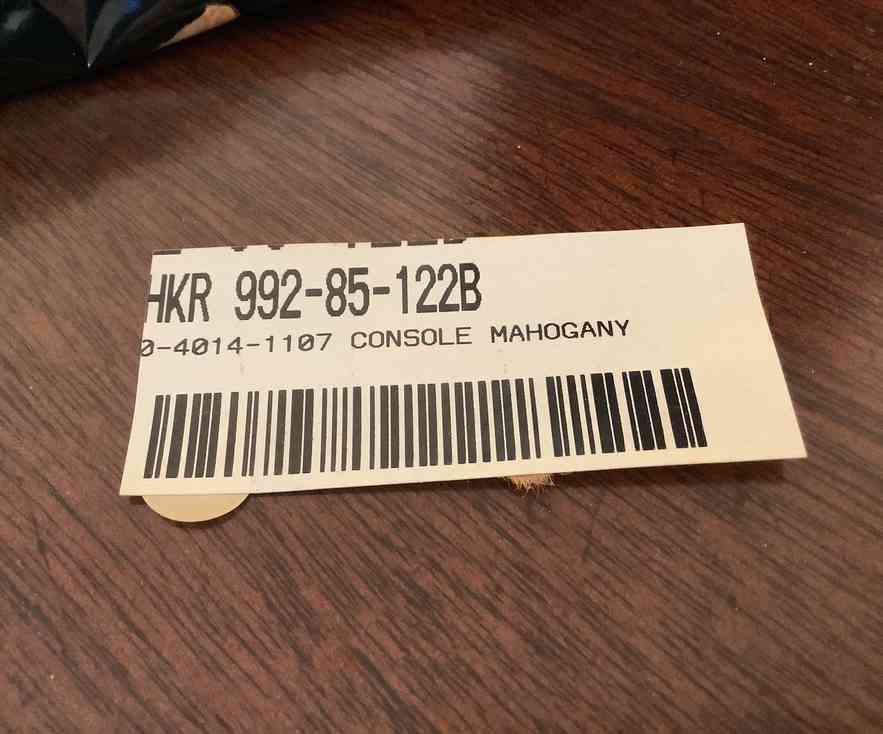 HKR 992-85-122B
0-4014-1107 CONSOLE MAHOGANY